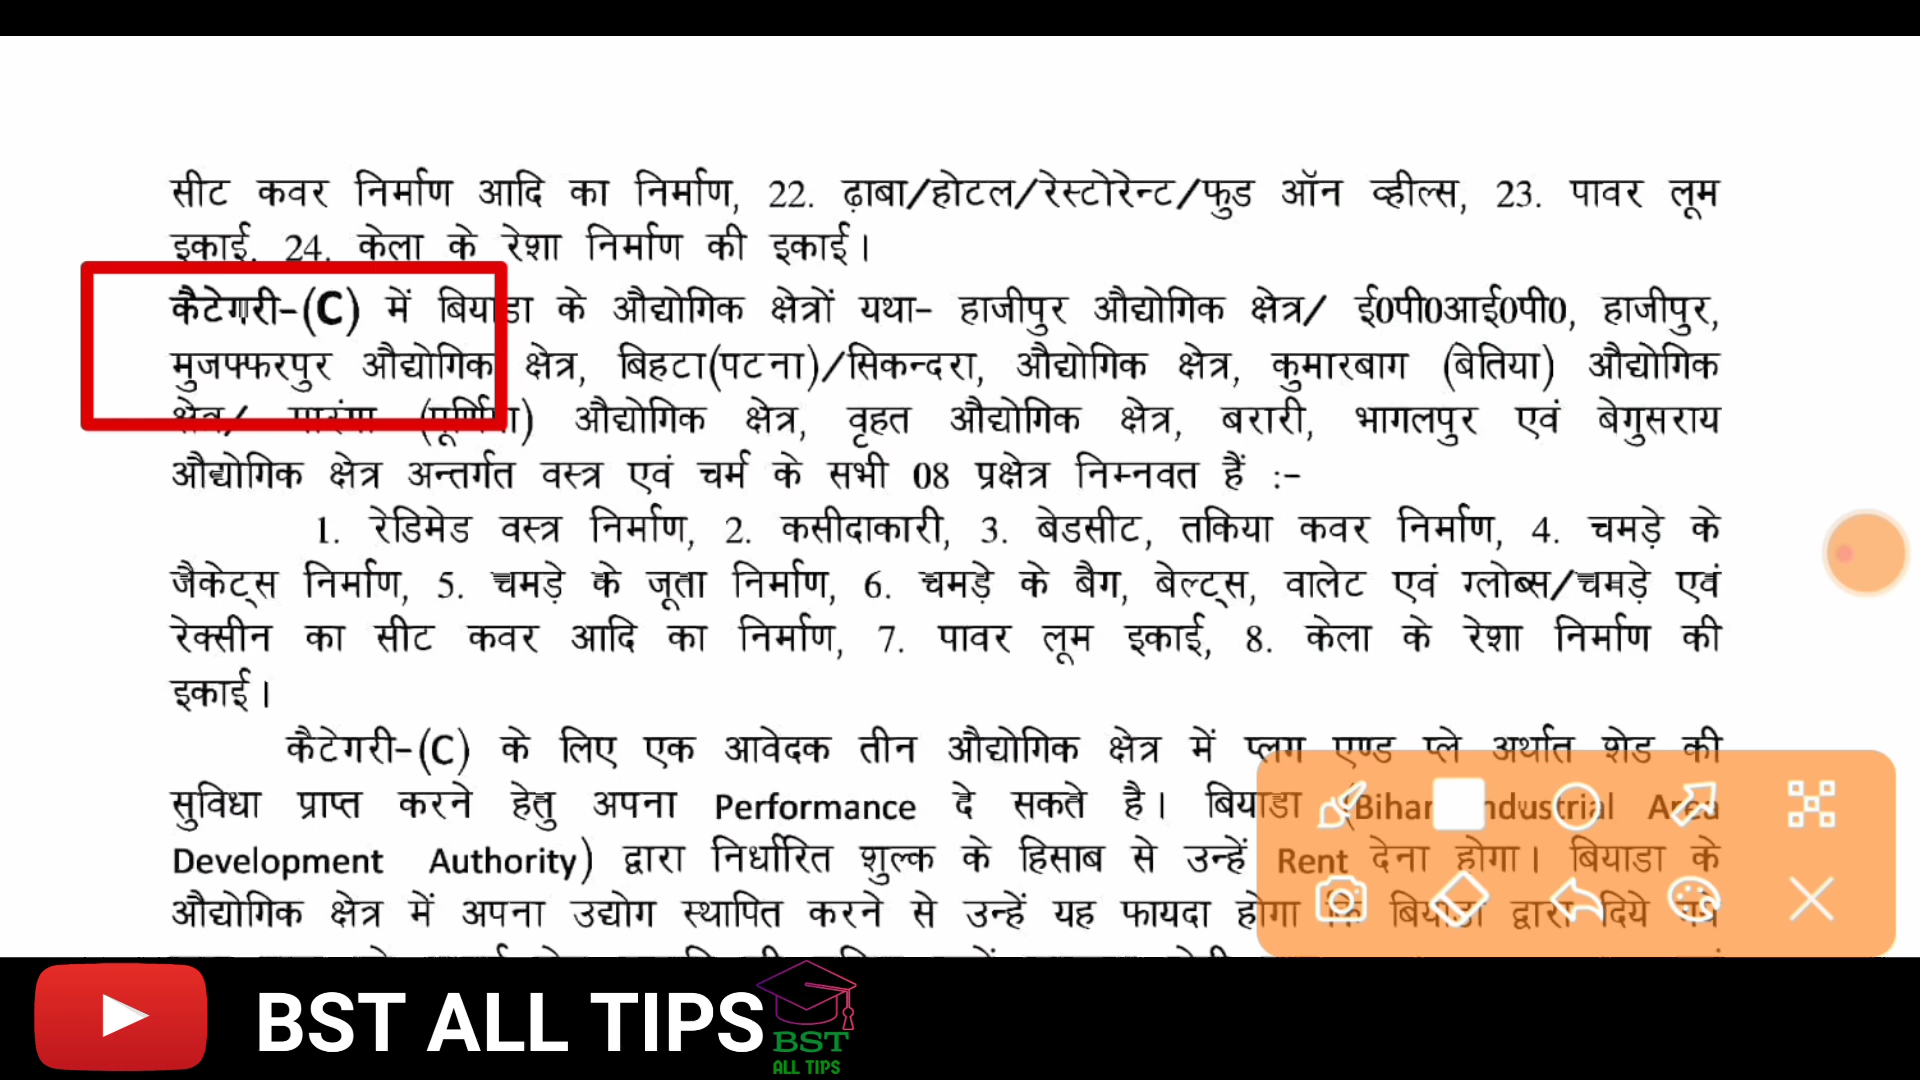 सीट कवर निर्माण आदि का निर्माण, 22. ढ़ाबा/होटल/रेस्टोरेन्ट/फुड ऑन व्हील्स, 23. पावर लूम
इकाई, 24. केला के रेशा निर्माण की इकाई।
कैटेगरी-(C) में बियाडा के औद्योगिक क्षेत्रों यथा- हाजीपुर औद्योगिक क्षेत्र/ ई0पी0आई0पी0, हाजीपुर,
मुजफ्फरपुर औद्योगिक क्षेत्र, बिहटा(पटना)/सिकन्दरा, औद्योगिक क्षेत्र, कुमारबाग (बेतिया) औद्योगिक
क्षेत्र/ मारंगा (पूर्णिया) औद्योगिक क्षेत्र, वृहत औद्योगिक क्षेत्र, बरारी, भागलपुर एवं बेगुसराय
औद्योगिक क्षेत्र अन्तर्गत वस्त्र एवं चर्म के सभी 08 प्रक्षेत्र निम्नवत हैं :-
1. रेडिमेड वस्त्र निर्माण, 2. कसीदाकारी, 3. बेडसीट, तकिया कवर निर्माण, 4. चमड़े के
जैकेट्स निर्माण, 5. चमड़े के जूता निर्माण, 6. चमड़े के बैग, बेल्ट्स, वालेट एवं ग्लोब्स/चमड़े एवं
रेक्सीन का सीट कवर आदि का निर्माण, 7. पावर लूम इकाई, 8. केला के रेशा निर्माण की
इकाई।
कैटेगरी-(C) के लिए एक आवेदक तीन औद्योगिक क्षेत्र में प्लग एण्ड प्ले अर्थात शेड की
सुविधा प्राप्त करने हेतु अपना Performance दे सकते है। बियाडा (Bihar Industrial Area
Development Authority) द्वारा निर्धारित शुल्क के हिसाब से उन्हें Rent देना होगा। बियाडा के
औद्योगिक क्षेत्र में अपना उद्योग स्थापित करने से उन्हें यह फायदा होगा कि बियाडा द्वारा दिये गये
BST ALL TIPS
BST
ALL TIPS